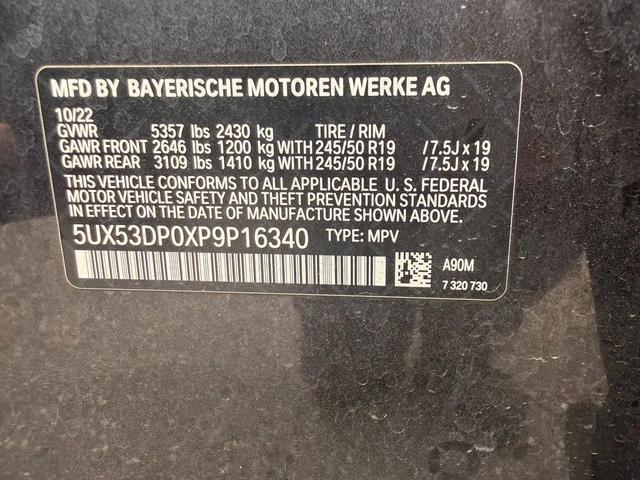 MFD BY BAYERISCHE MOTOREN WERKE AG
10/22
GVWR 5357 lbs 2430 kg TIRE / RIM
GAWR FRONT 2646 lbs 1200 kg WITH 245/50 R19 / 7.5J x 19
GAWR REAR 3109 lbs 1410 kg WITH 245/50 R19 / 7.5J x 19
THIS VEHICLE CONFORMS TO ALL APPLICABLE U. S. FEDERAL
MOTOR VEHICLE SAFETY AND THEFT PREVENTION STANDARDS
IN EFFECT ON THE DATE OF MANUFACTURE SHOWN ABOVE.
5UX53DP0XP9P16340 TYPE: MPV
A90M
7 320 730